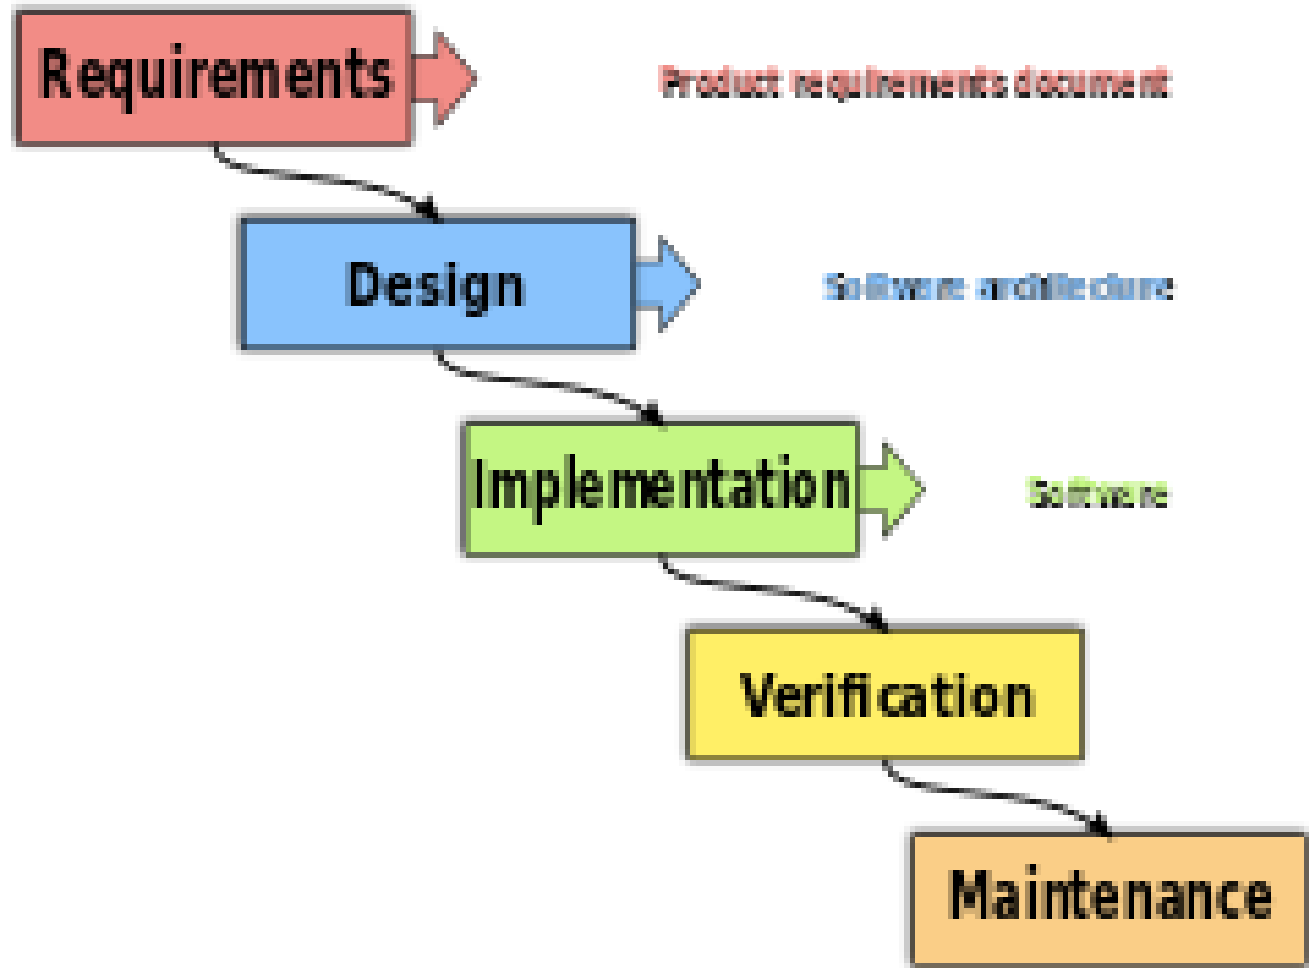 Requirements
Product requirements document
Design
Software architecture
Implementation
Software
Verification
Maintenance